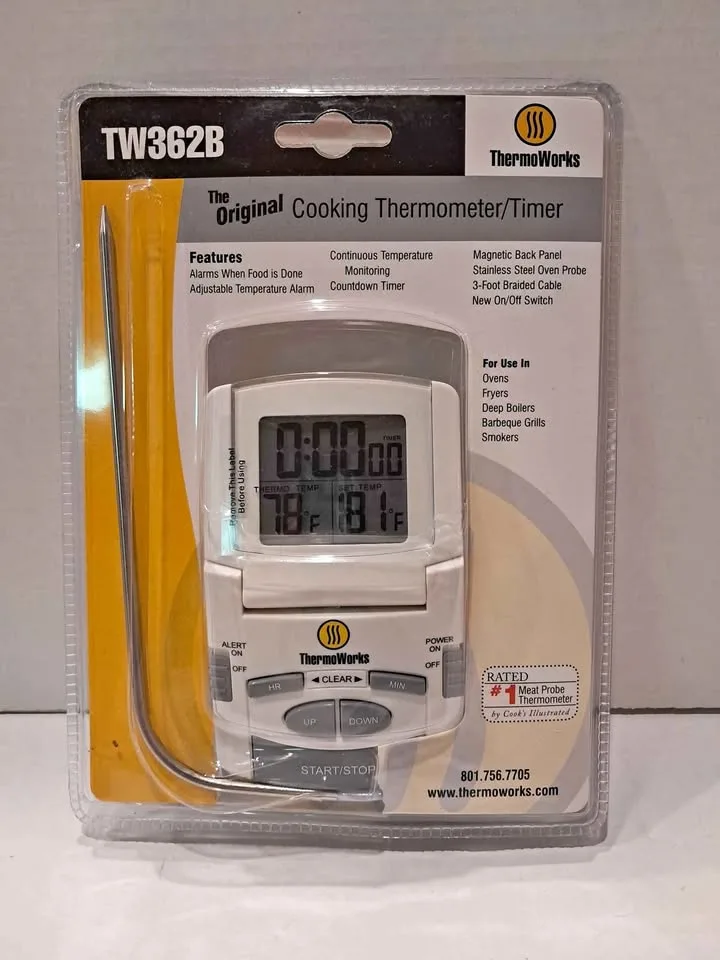 TW362B
ThermoWorks
The Original Cooking Thermometer/Timer
Features
Alarms When Food is Done
Adjustable Temperature Alarm
Continuous Temperature
Monitoring
Countdown Timer
Magnetic Back Panel
Stainless Steel Oven Probe
3-Foot Braided Cable
New On/Off Switch
For Use In
Ovens
Fryers
Deep Boilers
Barbeque Grills
Smokers
Remove This Label
Before Using
TIMER
0:00 00
THERMO TEMP SET TEMP
78°F 181°F
ThermoWorks
ALERT
ON
OFF
POWER
ON
OFF
HR ◄CLEAR► MIN
UP DOWN
START/STOP
RATED
#1 Meat Probe
Thermometer
by Cook's Illustrated
801.756.7705
www.thermoworks.com